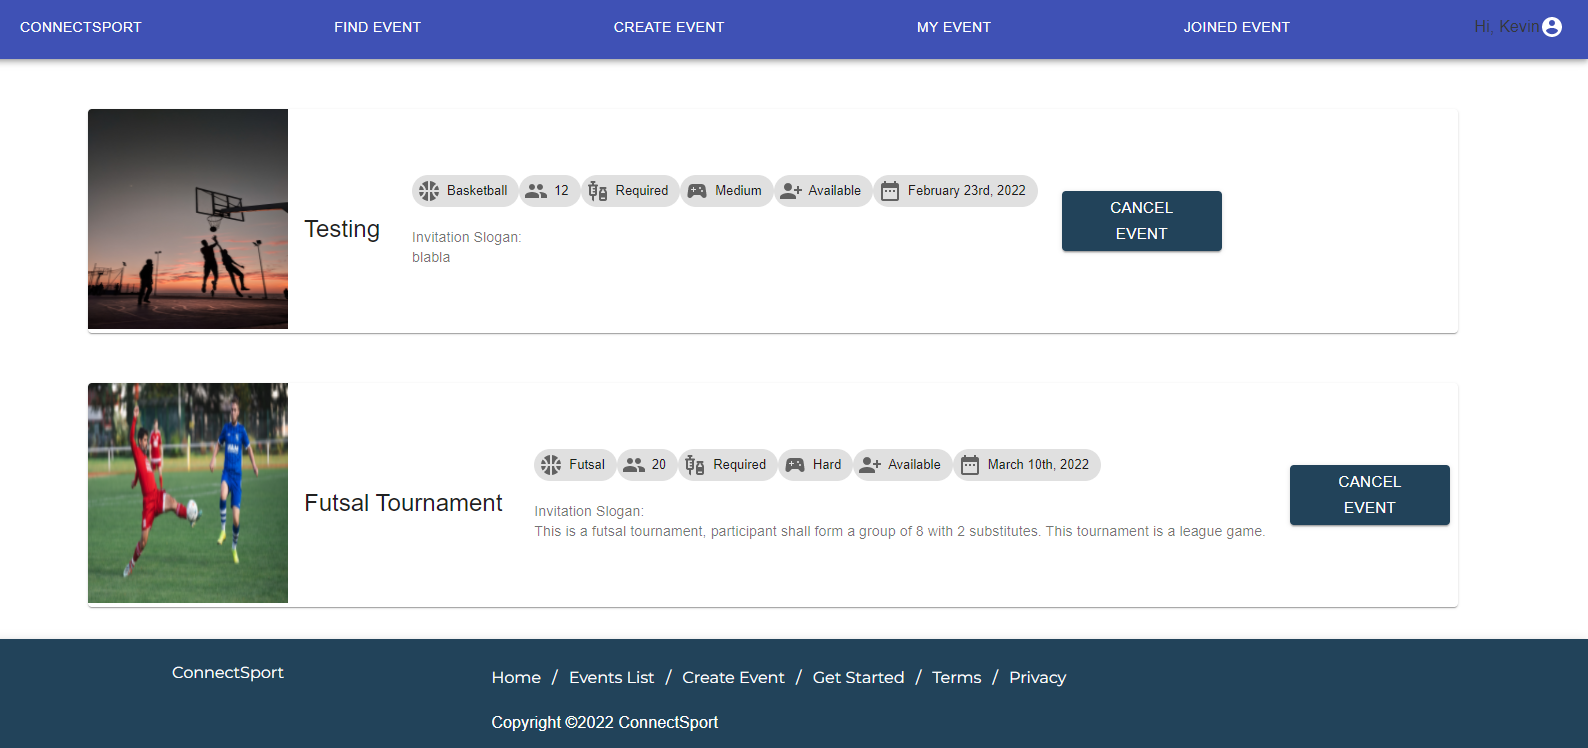 CONNECTSPORT FIND EVENT CREATE EVENT MY EVENT JOINED EVENT Hi, Kevin
Testing
Basketball 12 Required Medium Available February 23rd, 2022
Invitation Slogan:
blabla
CANCEL
EVENT
Futsal Tournament
Futsal 20 Required Hard Available March 10th, 2022
Invitation Slogan:
This is a futsal tournament, participant shall form a group of 8 with 2 substitutes. This tournament is a league game.
CANCEL
EVENT
ConnectSport
Home / Events List / Create Event / Get Started / Terms / Privacy
Copyright ©2022 ConnectSport